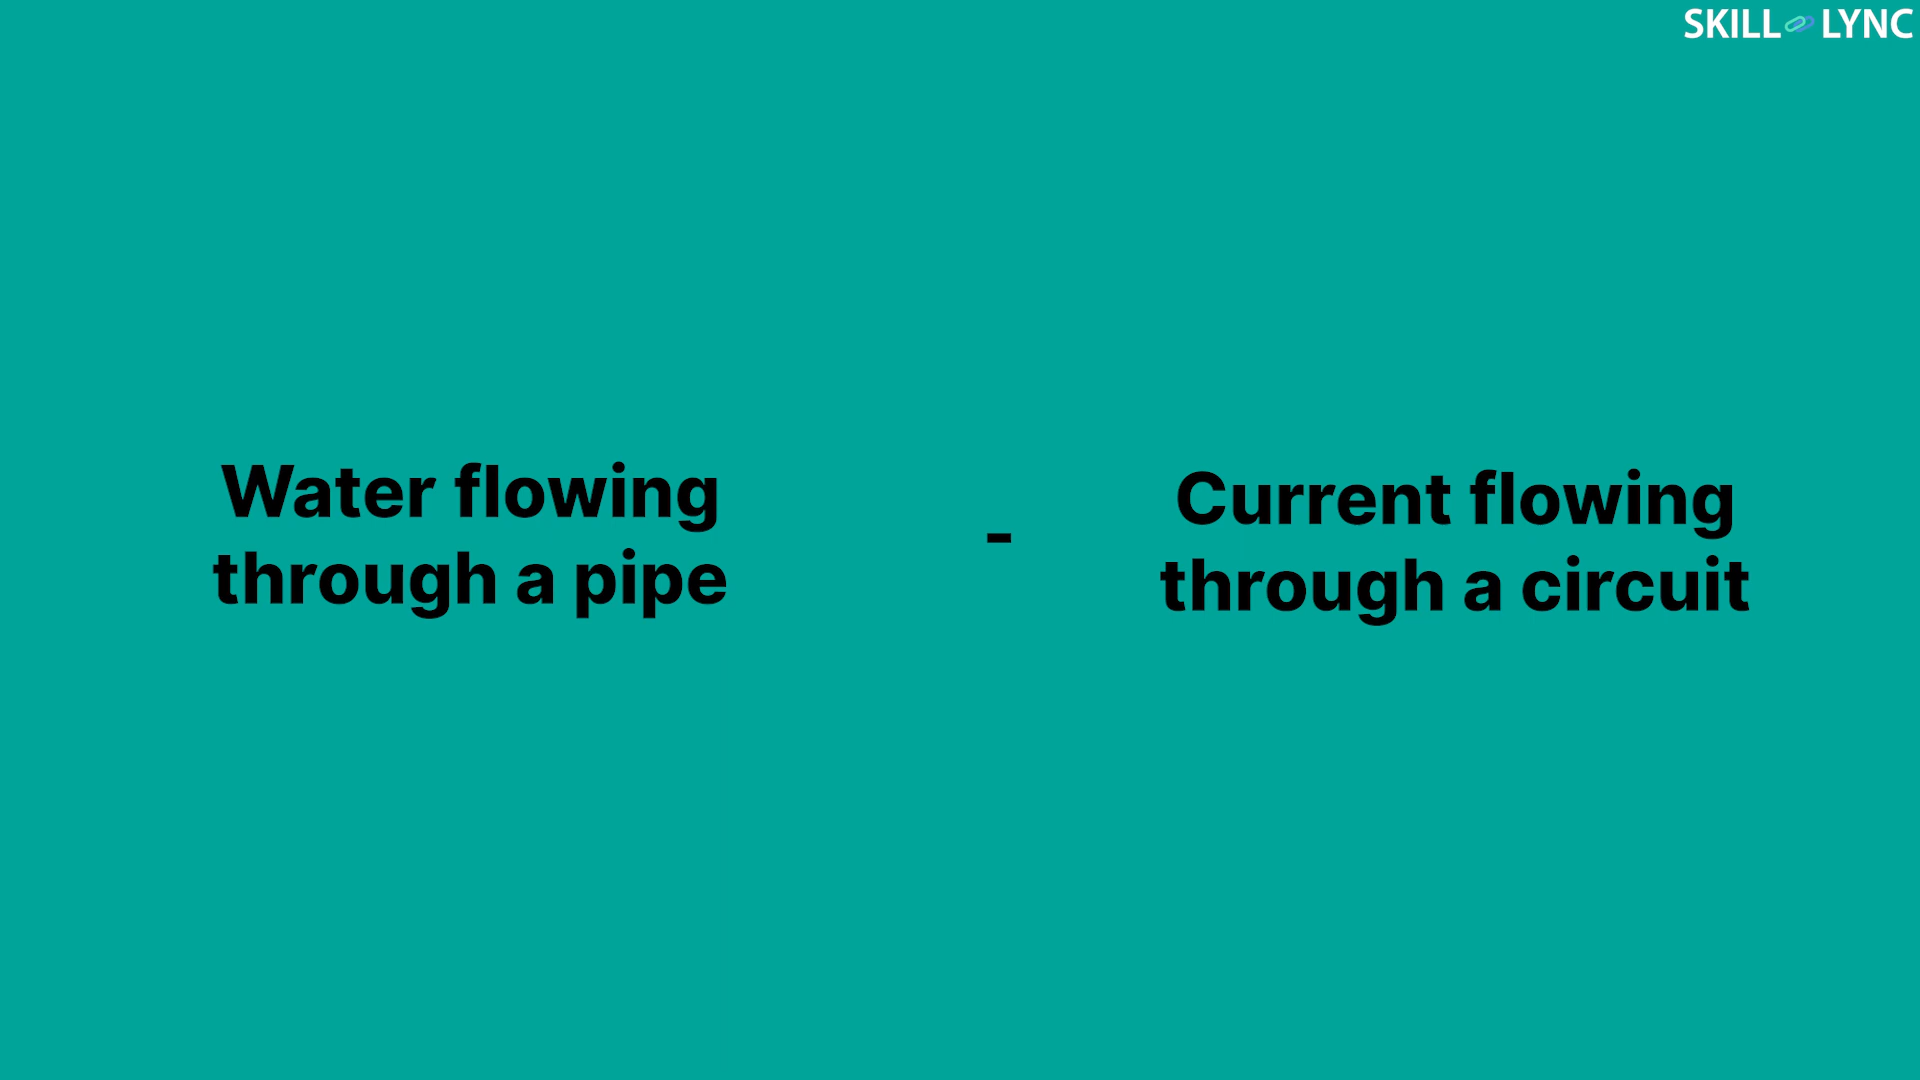 SKILL LYNC
Water flowing
through a pipe
-
Current flowing
through a circuit